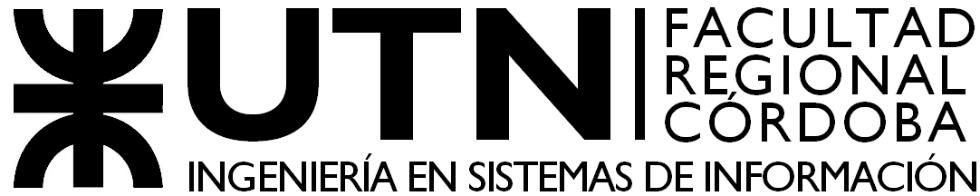 UTN
FACULTAD
REGIONAL
CÓRDOBA
INGENIERÍA EN SISTEMAS DE INFORMACIÓN